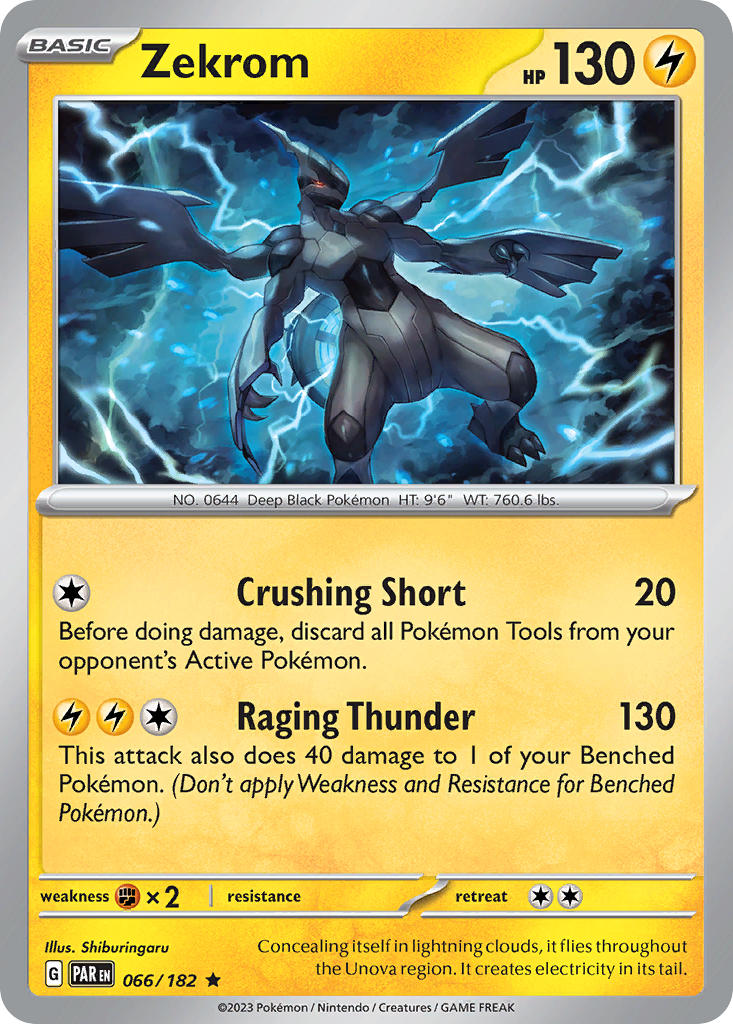 BASIC Zekrom HP 130
NO. 0644 Deep Black Pokémon HT: 9'6" WT: 760.6 lbs.
Crushing Short 20
Before doing damage, discard all Pokémon Tools from your
opponent's Active Pokémon.
Raging Thunder 130
This attack also does 40 damage to 1 of your Benched
Pokémon. (Don't apply Weakness and Resistance for Benched
Pokémon.)
weakness ×2 resistance retreat
Illus. Shiburingaru
G PAR EN 066/182 ★
Concealing itself in lightning clouds, it flies throughout
the Unova region. It creates electricity in its tail.
©2023 Pokémon / Nintendo / Creatures / GAME FREAK